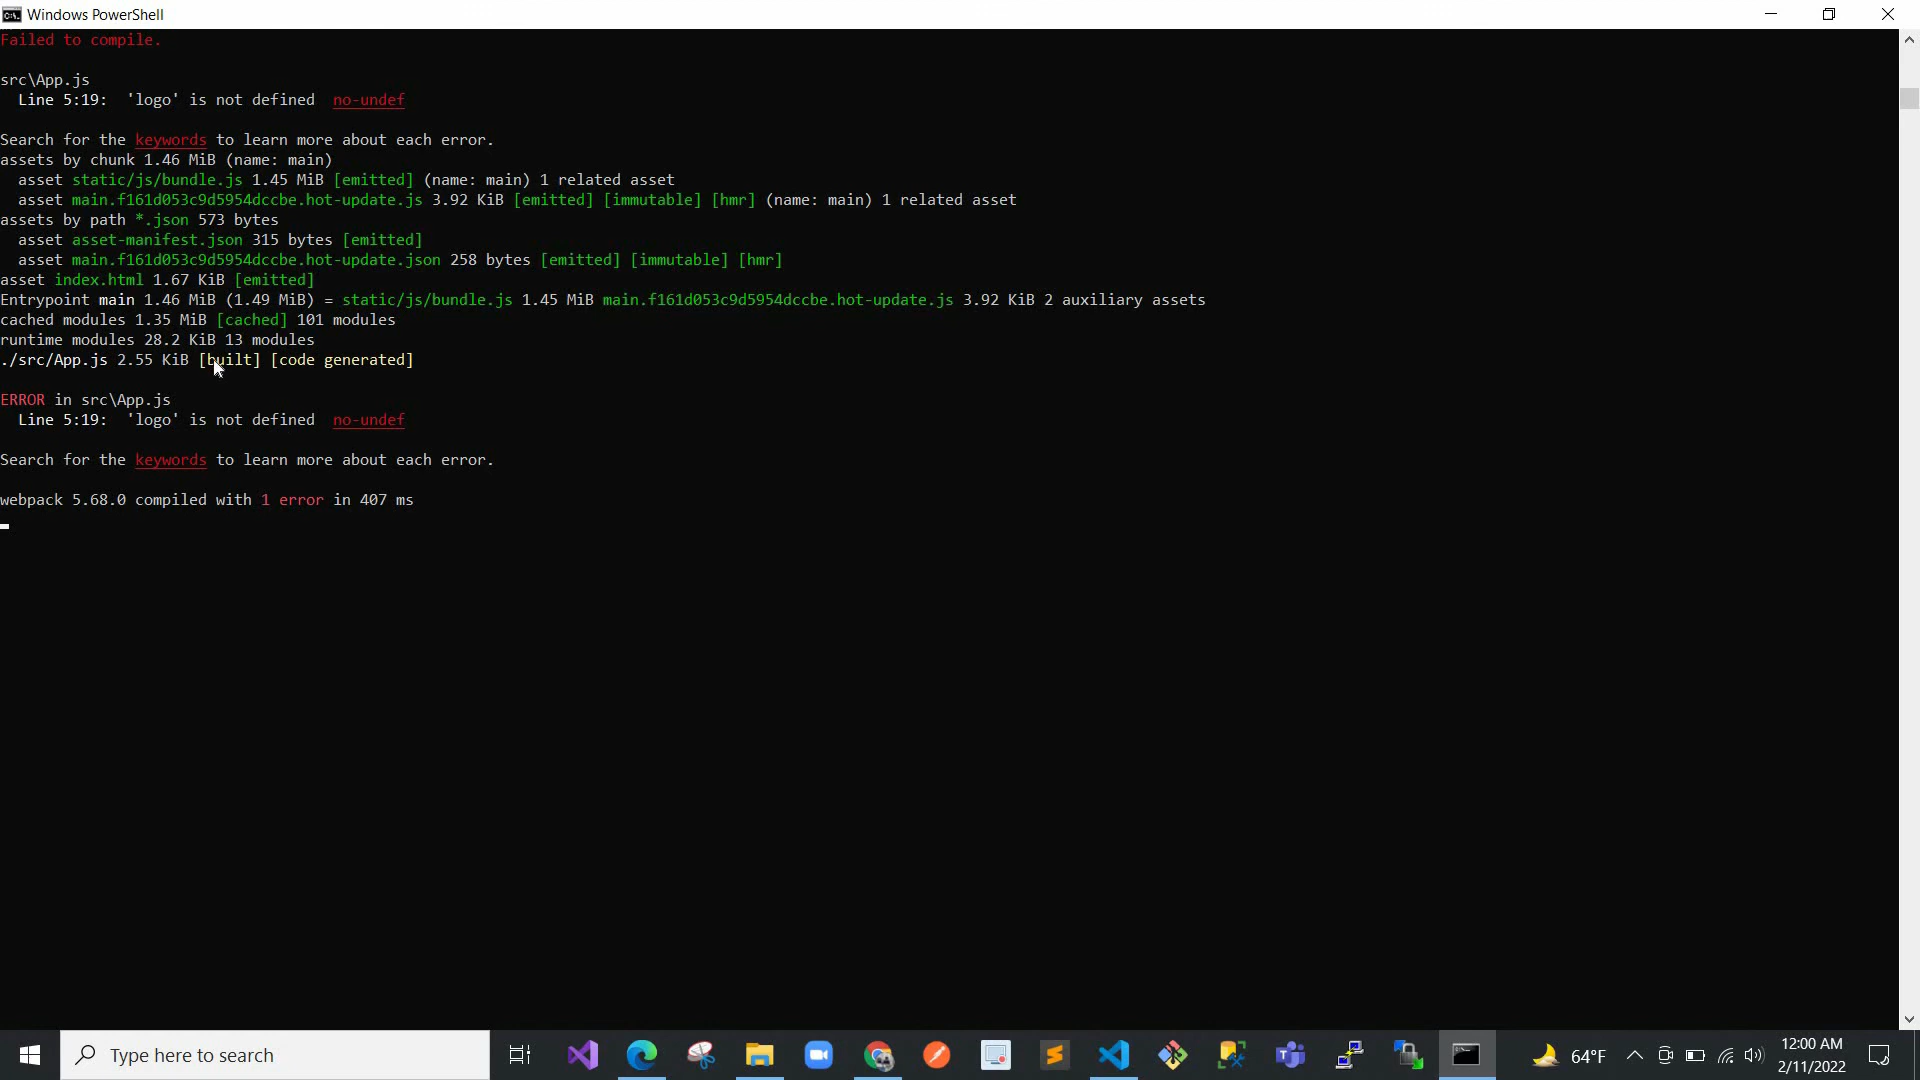 Windows PowerShell
Failed to compile.
src\App.js
Line 5:19:  'logo' is not defined  no-undef
Search for the keywords to learn more about each error.
assets by chunk 1.46 MiB (name: main)
asset static/js/bundle.js 1.45 MiB [emitted] (name: main) 1 related asset
asset main.f161d053c9d5954dccbe.hot-update.js 3.92 KiB [emitted] [immutable] [hmr] (name: main) 1 related asset
assets by path *.json 573 bytes
asset asset-manifest.json 315 bytes [emitted]
asset main.f161d053c9d5954dccbe.hot-update.json 258 bytes [emitted] [immutable] [hmr]
asset index.html 1.67 KiB [emitted]
Entrypoint main 1.46 MiB (1.49 MiB) = static/js/bundle.js 1.45 MiB main.f161d053c9d5954dccbe.hot-update.js 3.92 KiB 2 auxiliary assets
cached modules 1.35 MiB [cached] 101 modules
runtime modules 28.2 KiB 13 modules
./src/App.js 2.55 KiB [built] [code generated]
ERROR in src\App.js
Line 5:19:  'logo' is not defined  no-undef
Search for the keywords to learn more about each error.
webpack 5.68.0 compiled with 1 error in 407 ms
Type here to search
64°F
12:00 AM
2/11/2022